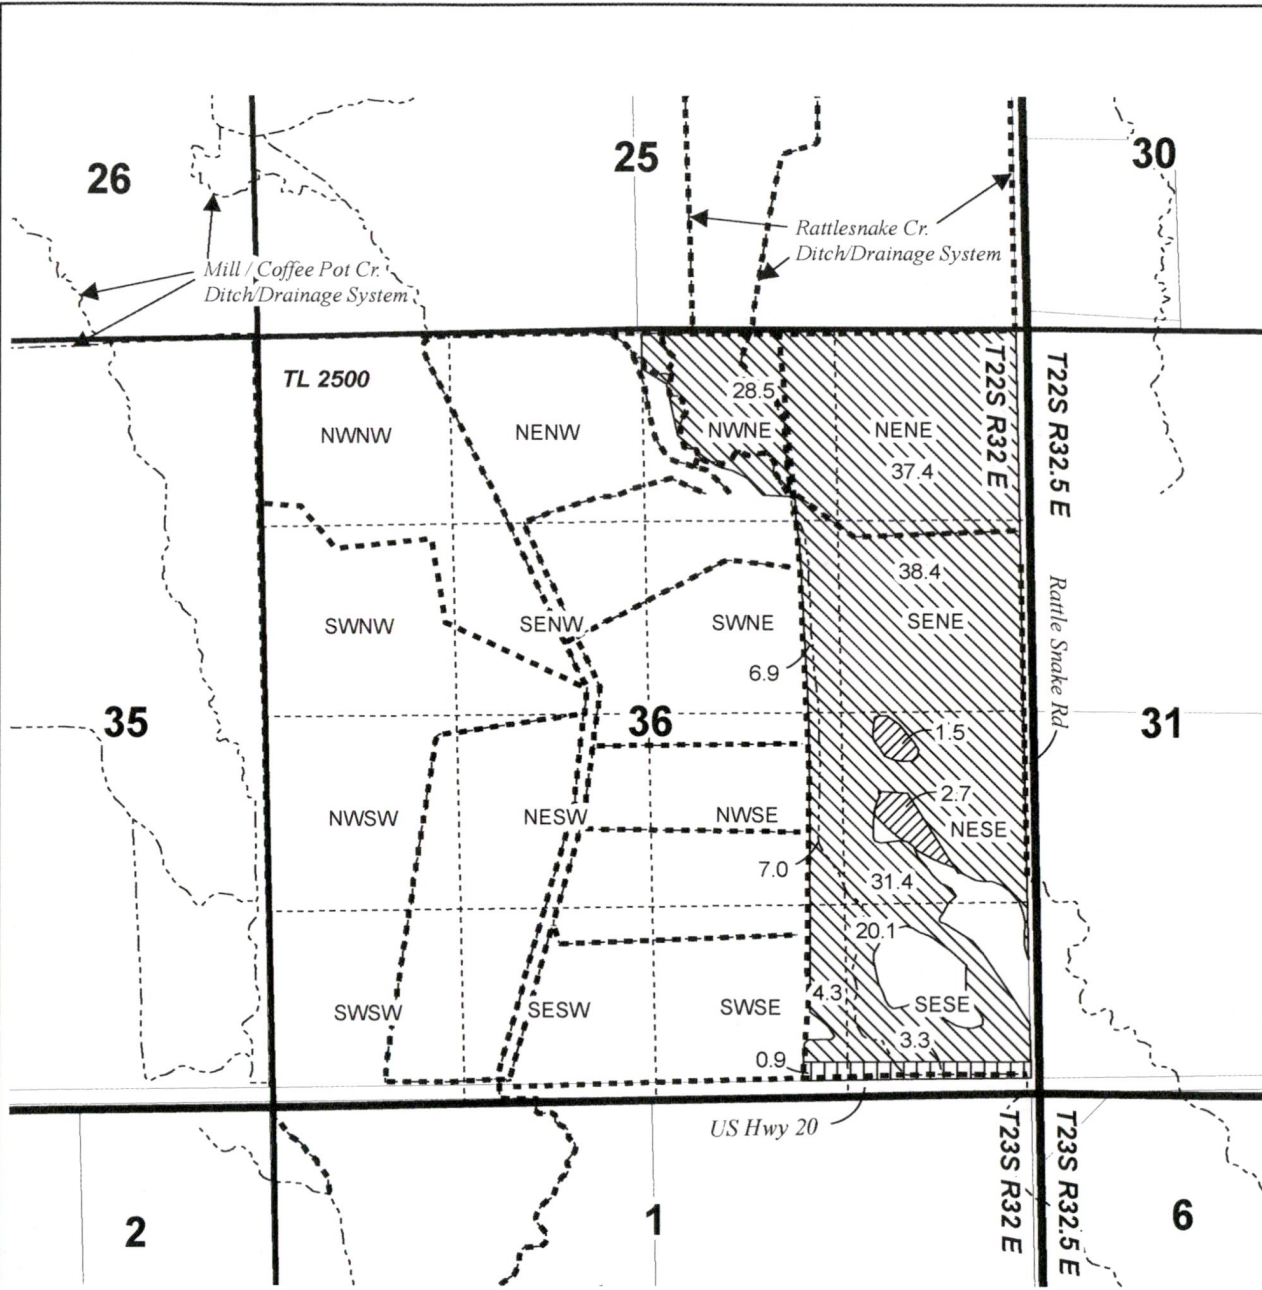 26
25
30
Rattlesnake Cr.
Ditch/Drainage System
Mill / Coffee Pot Cr.
Ditch/Drainage System
TL 2500
T22S R32 E
T22S R32.5 E
28.5
NWNW
NENW
NWNE
NENE
37.4
38.4
SWNW
SENW
SWNE
SENE
Rattle Snake Rd
6.9
35
36
31
1.5
2.7
NWSW
NESW
NWSE
NESE
7.0
31.4
20.1
4.3
SWSW
SESW
SWSE
SESE
3.3
0.9
US Hwy 20
T23S R32 E
T23S R32.5 E
2
1
6